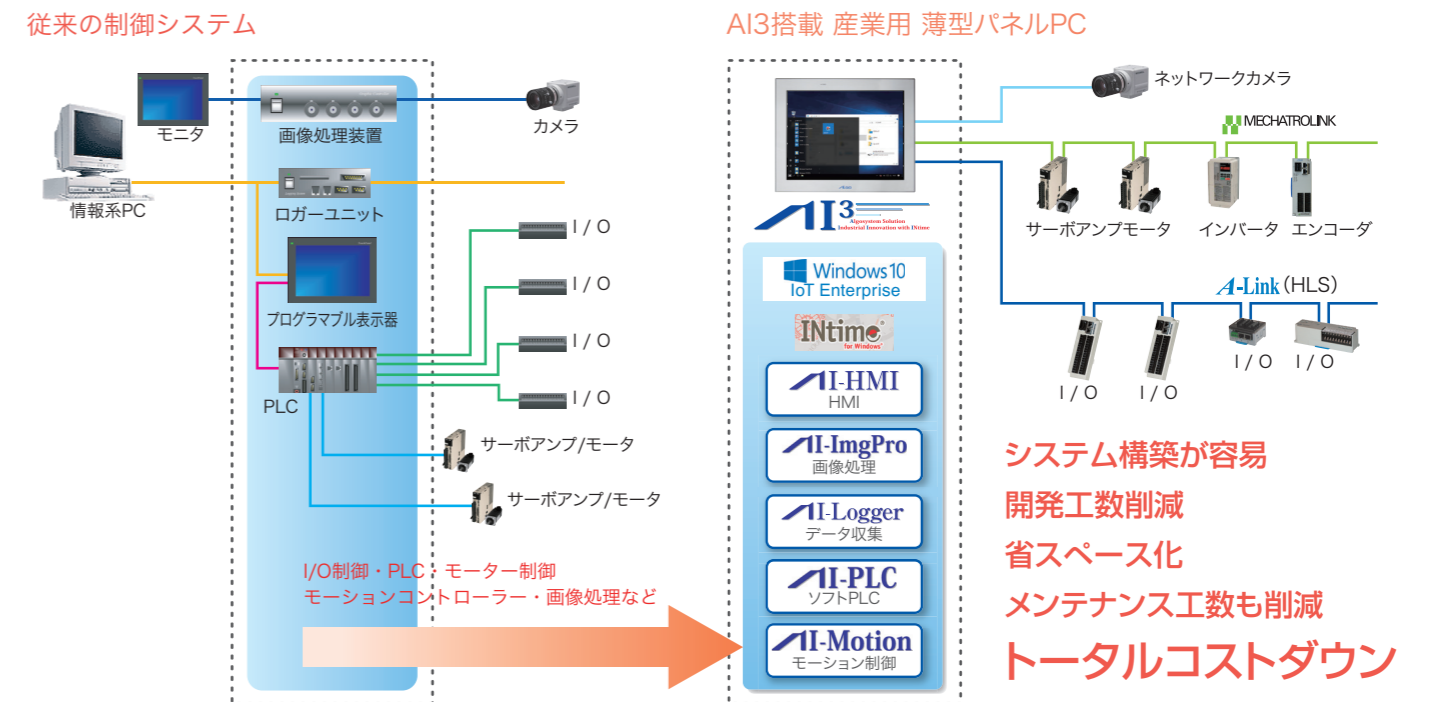 従来の制御システム
モニタ
画像処理装置
カメラ
情報系PC
ロガーユニット
I / O
I / O
プログラマブル表示器
I / O
PLC
I / O
サーボアンプ/モータ
サーボアンプ/モータ
I/O制御・PLC・モーター制御
モーションコントローラー・画像処理など
AI3搭載 産業用 薄型パネルPC
ネットワークカメラ
MECHATROLINK
サーボアンプモータ
インバータ
エンコーダ
AI3
Algosystem Solution
Industrial Innovation with INtime
Windows10
IoT Enterprise
INtime
for Windows
A-Link (HLS)
I / O
I / O
I / O
I / O
AI-HMI
HMI
AI-ImgPro
画像処理
AI-Logger
データ収集
AI-PLC
ソフトPLC
AI-Motion
モーション制御
システム構築が容易
開発工数削減
省スペース化
メンテナンス工数も削減
トータルコストダウン